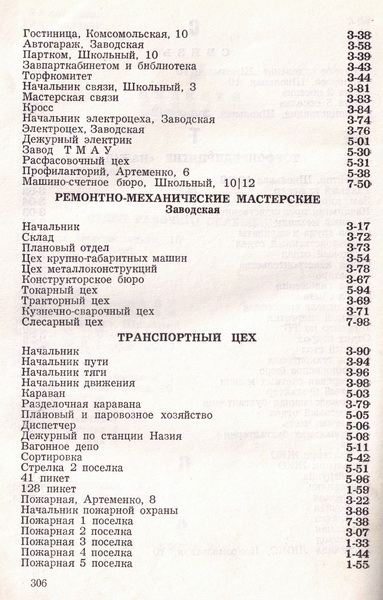 Гостиница, Комсомольская, 10 3-38
Автогараж, Заводская 3-58
Партком, Школьный, 10 3-39
Завпарткабинетом и библиотека 3-43
Торфкомитет 3-44
Начальник связи, Школьный, 3 3-81
Мастерская связи 3-83
Кросс 3-84
Начальник электроцеха, Заводская 3-74
Электроцех, Заводская 3-76
Дежурный электрик 5-01
Завод ТМАУ 5-30
Расфасовочный цех 5-31
Профилакторий, Артеменко, 6 5-38
Машино-счетное бюро, Школьный, 10|12 7-50
РЕМОНТНО-МЕХАНИЧЕСКИЕ МАСТЕРСКИЕ
Заводская
Начальник 3-17
Склад 3-72
Плановый отдел 3-73
Цех крупно-габаритных машин 3-54
Цех металлоконструкций 3-78
Конструкторское бюро 3-67
Токарный цех 5-94
Тракторный цех 3-69
Кузнечно-сварочный цех 3-71
Слесарный цех 7-98
ТРАНСПОРТНЫЙ ЦЕХ
Начальник 3-90
Начальник пути 3-94
Начальник тяги 3-96
Начальник движения 3-98
Караван 5-03
Разделочная каравана 3-79
Плановый и паровозное хозяйство 5-05
Диспетчер 5-06
Дежурный по станции Назия 5-08
Вагонное депо 5-11
Сортировка 5-42
Стрелка 2 поселка 5-51
41 пикет 5-96
128 пикет 1-59
Пожарная, Артеменко, 8 3-22
Начальник пожарной охраны 3-86
Пожарная 1 поселка 7-38
Пожарная 2 поселка 3-07
Пожарная 3 поселка 1-33
Пожарная 4 поселка 1-44
Пожарная 5 поселка 1-55
306